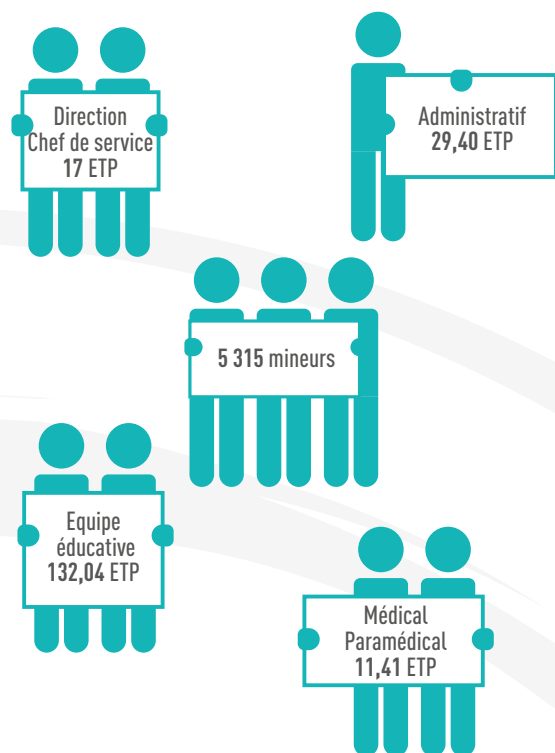 Direction
Chef de service
17 ETP
Administratif
29,40 ETP
5 315 mineurs
Equipe
éducative
132,04 ETP
Médical
Paramédical
11,41 ETP